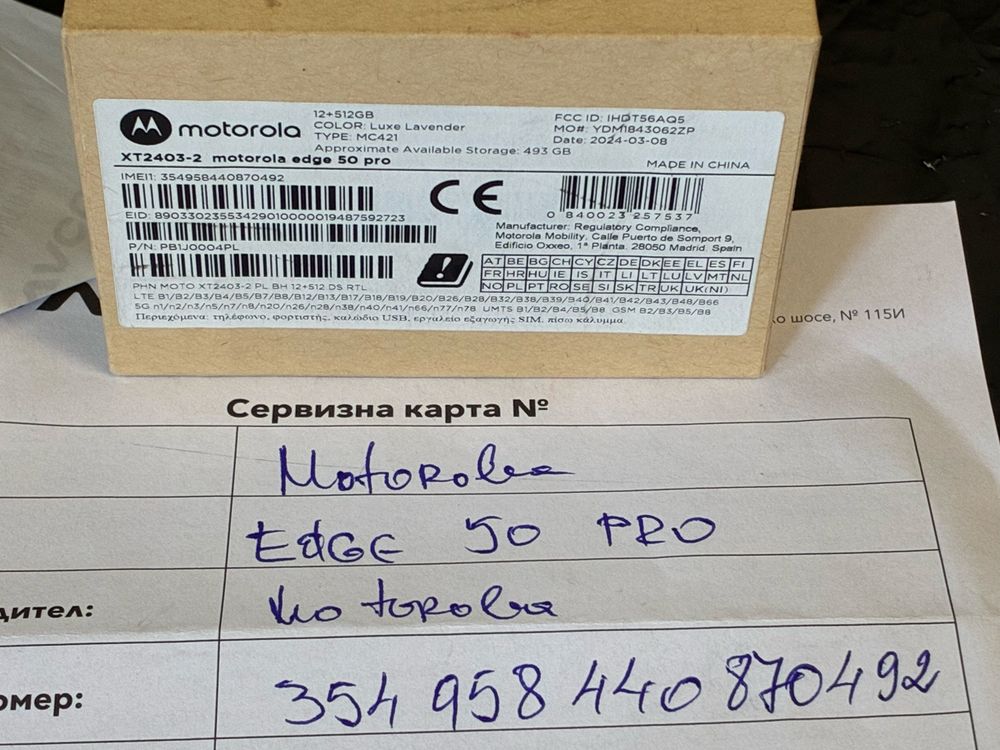 motorola
12+512GB
COLOR: Luxe Lavender
TYPE: MC421
Approximate Available Storage: 493 GB
FCC ID: IHDT56AQ5
MO#: YDM1843062ZP
Date: 2024-03-08
XT2403-2 motorola edge 50 pro
MADE IN CHINA
IMEI1: 354958440870492
CE
0 840023 257537
EID: 89033023553429010000019487592723
P/N: PB1J0004PL
Manufacturer: Regulatory Compliance,
Motorola Mobility, Calle Puerto de Somport 9,
Edificio Oxxeo, 1ª Planta, 28050 Madrid, Spain
AT BE BG CH CY CZ DE DK EE EL ES FI
FR HR HU IE IS IT LI LT LU LV MT NL
NO PL PT RO SE SI SK TR UK UK(NI)
PHN MOTO XT2403-2 PL BH 12+512 DS RTL
LTE B1/B2/B3/B4/B5/B7/B8/B12/B13/B17/B18/B19/B20/B26/B28/B32/B38/B39/B40/B41/B42/B43/B48/B66
5G n1/n2/n3/n5/n7/n8/n20/n26/n28/n38/n40/n41/n66/n77/n78 UMTS B1/B2/B4/B5/B8 GSM B2/B3/B5/B8
Περιεχόμενα: τηλέφωνο, φορτιστής, καλώδιο USB, εργαλείο εξαγωγής SIM, πίσω κάλυμμα
шосе, № 115И
Сервизна карта №
Motorola
EDGE 50 PRO
Motorola
354 958 440 870492